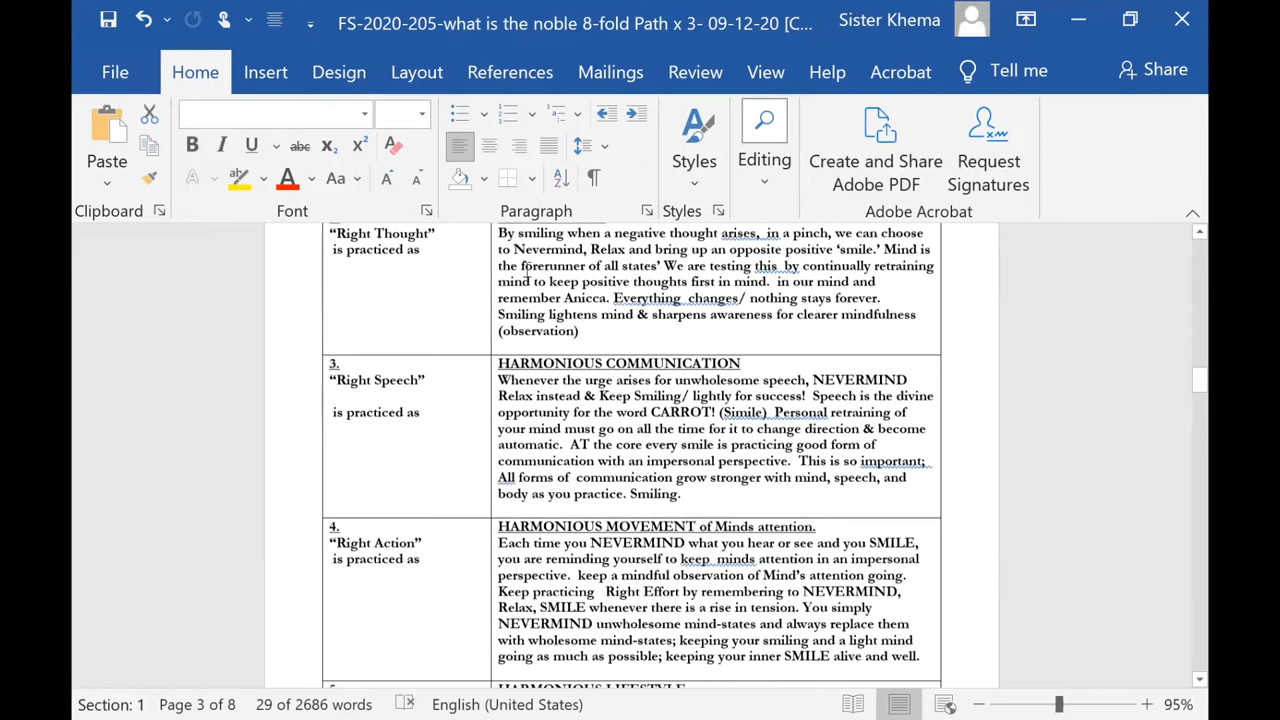 FS-2020-205-what is the noble 8-fold Path x 3- 09-12-20 [C...
Sister Khema
File Home Insert Design Layout References Mailings Review View Help Acrobat Tell me Share
Paste
Clipboard
B I U abc x2 x2
A Aa A A
Font
Paragraph
Styles
Styles
Editing
Create and Share
Adobe PDF
Request
Signatures
Adobe Acrobat
“Right Thought”
is practiced as
By smiling when a negative thought arises, in a pinch, we can choose
to Nevermind, Relax and bring up an opposite positive ‘smile.’ Mind is
the forerunner of all states’ We are testing this by continually retraining
mind to keep positive thoughts first in mind. in our mind and
remember Anicca. Everything changes/ nothing stays forever.
Smiling lightens mind & sharpens awareness for clearer mindfulness
(observation)
3.
“Right Speech”
is practiced as
HARMONIOUS COMMUNICATION
Whenever the urge arises for unwholesome speech, NEVERMIND
Relax instead & Keep Smiling/ lightly for success! Speech is the divine
opportunity for the word CARROT! (Simile) Personal retraining of
your mind must go on all the time for it to change direction & become
automatic. AT the core every smile is practicing good form of
communication with an impersonal perspective. This is so important;
All forms of communication grow stronger with mind, speech, and
body as you practice. Smiling.
4.
“Right Action”
is practiced as
HARMONIOUS MOVEMENT of Minds attention.
Each time you NEVERMIND what you hear or see and you SMILE,
you are reminding yourself to keep minds attention in an impersonal
perspective. keep a mindful observation of Mind’s attention going.
Keep practicing Right Effort by remembering to NEVERMIND,
Relax, SMILE whenever there is a rise in tension. You simply
NEVERMIND unwholesome mind-states and always replace them
with wholesome mind-states; keeping your smiling and a light mind
going as much as possible; keeping your inner SMILE alive and well.
HARMONIOUS LIFESTYLE
Section: 1 Page 3 of 8 29 of 2686 words English (United States) 95%